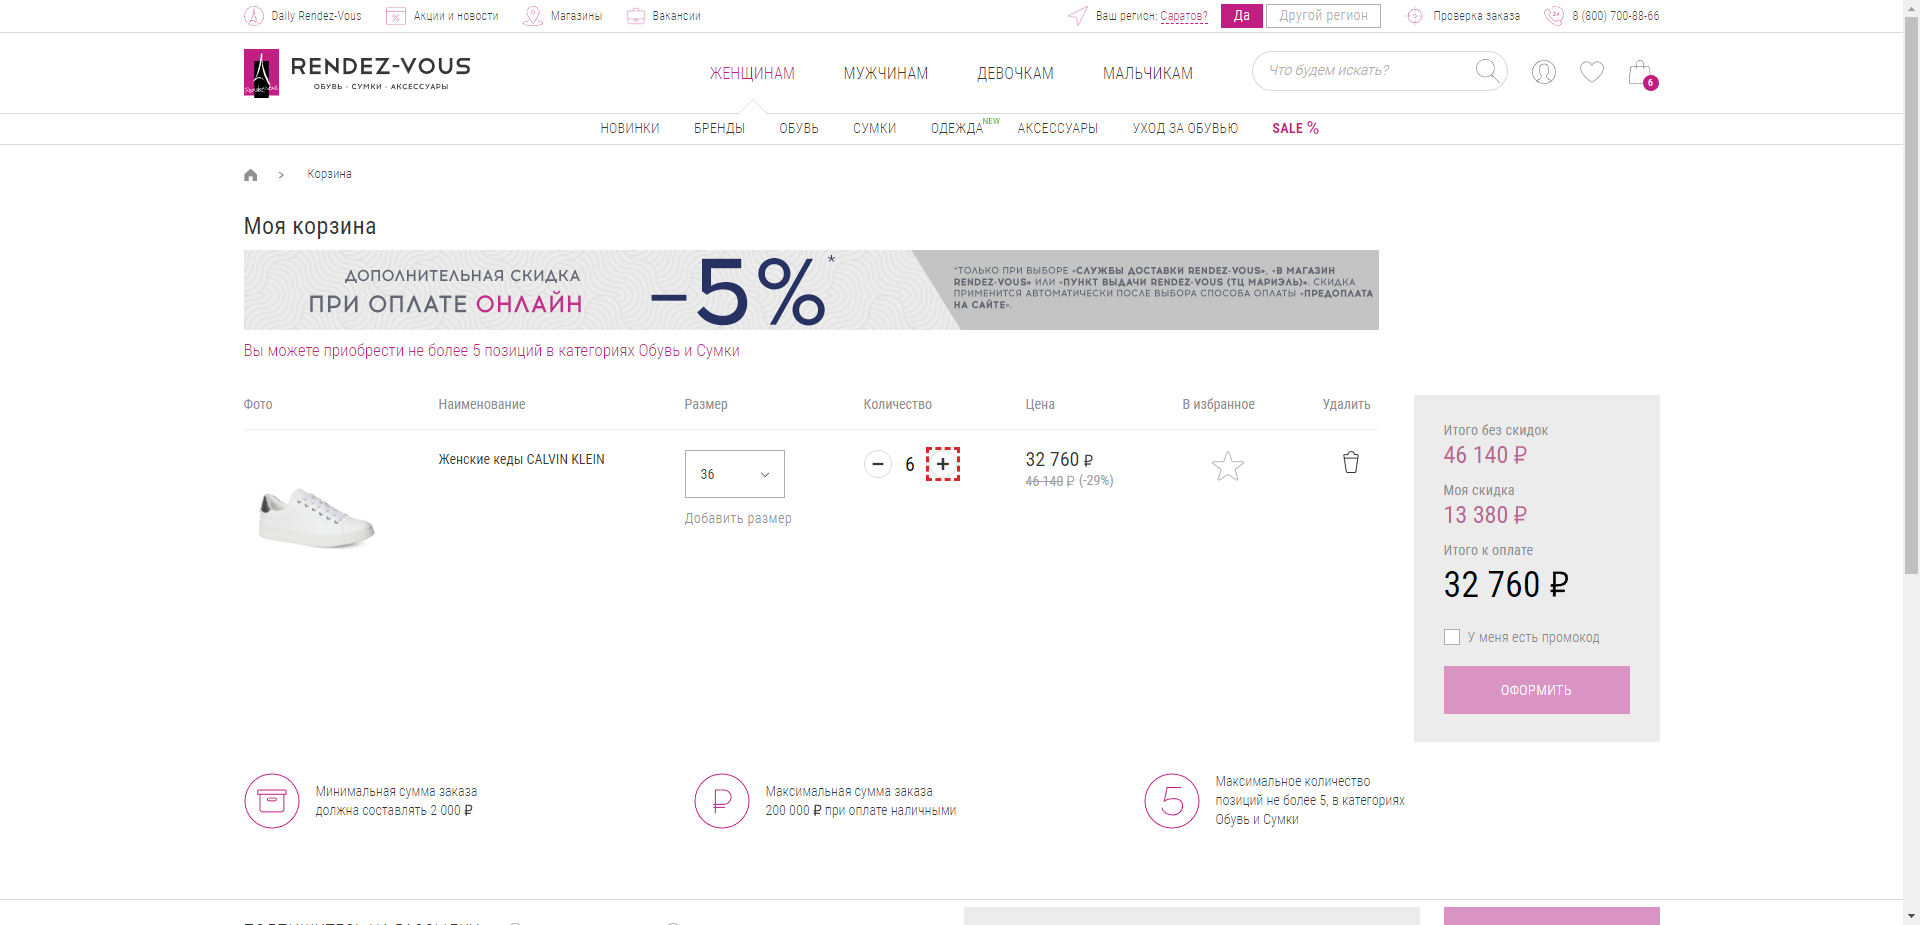 Daily Rendez-Vous
Акции и новости
Магазины
Вакансии
Ваш регион: Саратов?
Да
Другой регион
Проверка заказа
8 (800) 700-88-66
RENDEZ-VOUS
ОБУВЬ · СУМКИ · АКСЕССУАРЫ
ЖЕНЩИНАМ
МУЖЧИНАМ
ДЕВОЧКАМ
МАЛЬЧИКАМ
Что будем искать?
6
НОВИНКИ
БРЕНДЫ
ОБУВЬ
СУМКИ
ОДЕЖДА NEW
АКСЕССУАРЫ
УХОД ЗА ОБУВЬЮ
SALE %
> Корзина
Моя корзина
ДОПОЛНИТЕЛЬНАЯ СКИДКА
ПРИ ОПЛАТЕ ОНЛАЙН
–5%*
*ТОЛЬКО ПРИ ВЫБОРЕ «СЛУЖБЫ ДОСТАВКИ RENDEZ-VOUS», «В МАГАЗИН
RENDEZ-VOUS» ИЛИ «ПУНКТ ВЫДАЧИ RENDEZ-VOUS (ТЦ МАРИЭЛЬ)». СКИДКА
ПРИМЕНИТСЯ АВТОМАТИЧЕСКИ ПОСЛЕ ВЫБОРА СПОСОБА ОПЛАТЫ «ПРЕДОПЛАТА
НА САЙТЕ».
Вы можете приобрести не более 5 позиций в категориях Обувь и Сумки
Фото
Наименование
Размер
Количество
Цена
В избранное
Удалить
Женские кеды CALVIN KLEIN
36
Добавить размер
− 6 +
32 760 ₽
46 140 ₽ (-29%)
Итого без скидок
46 140 ₽
Моя скидка
13 380 ₽
Итого к оплате
32 760 ₽
У меня есть промокод
ОФОРМИТЬ
Минимальная сумма заказа
должна составлять 2 000 ₽
₽
Максимальная сумма заказа
200 000 ₽ при оплате наличными
5
Максимальное количество
позиций не более 5, в категориях
Обувь и Сумки